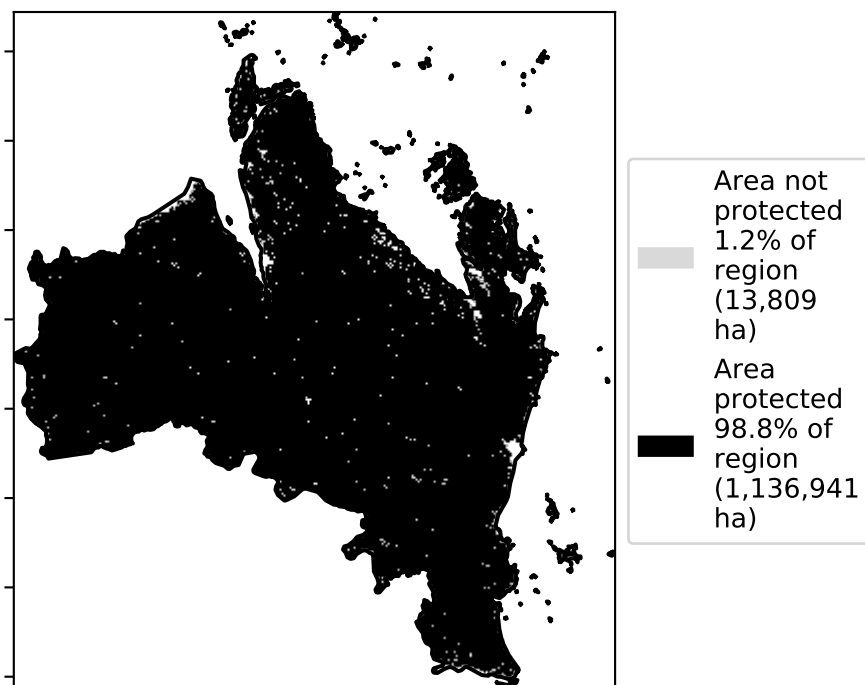 Area not
protected
1.2% of
region
(13,809
ha)
Area
protected
98.8% of
region
(1,136,941
ha)